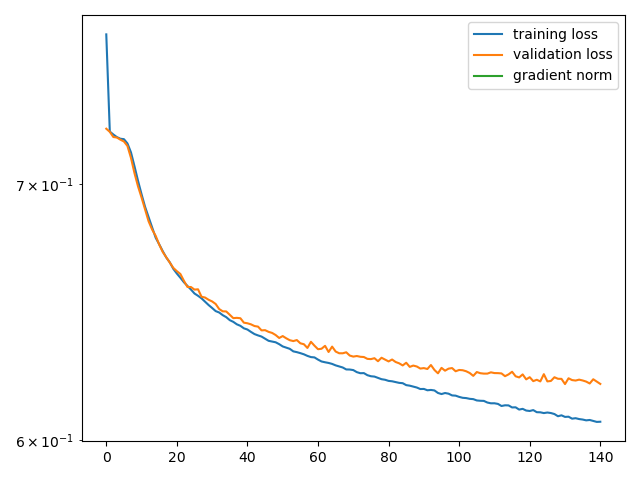 training loss
validation loss
gradient norm
7 × 10⁻¹
6 × 10⁻¹
0 20 40 60 80 100 120 140